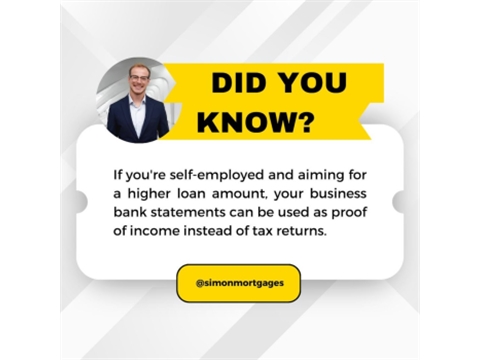 DID YOU
KNOW?
If you're self-employed and aiming for
a higher loan amount, your business
bank statements can be used as proof
of income instead of tax returns.
@simonmortgages